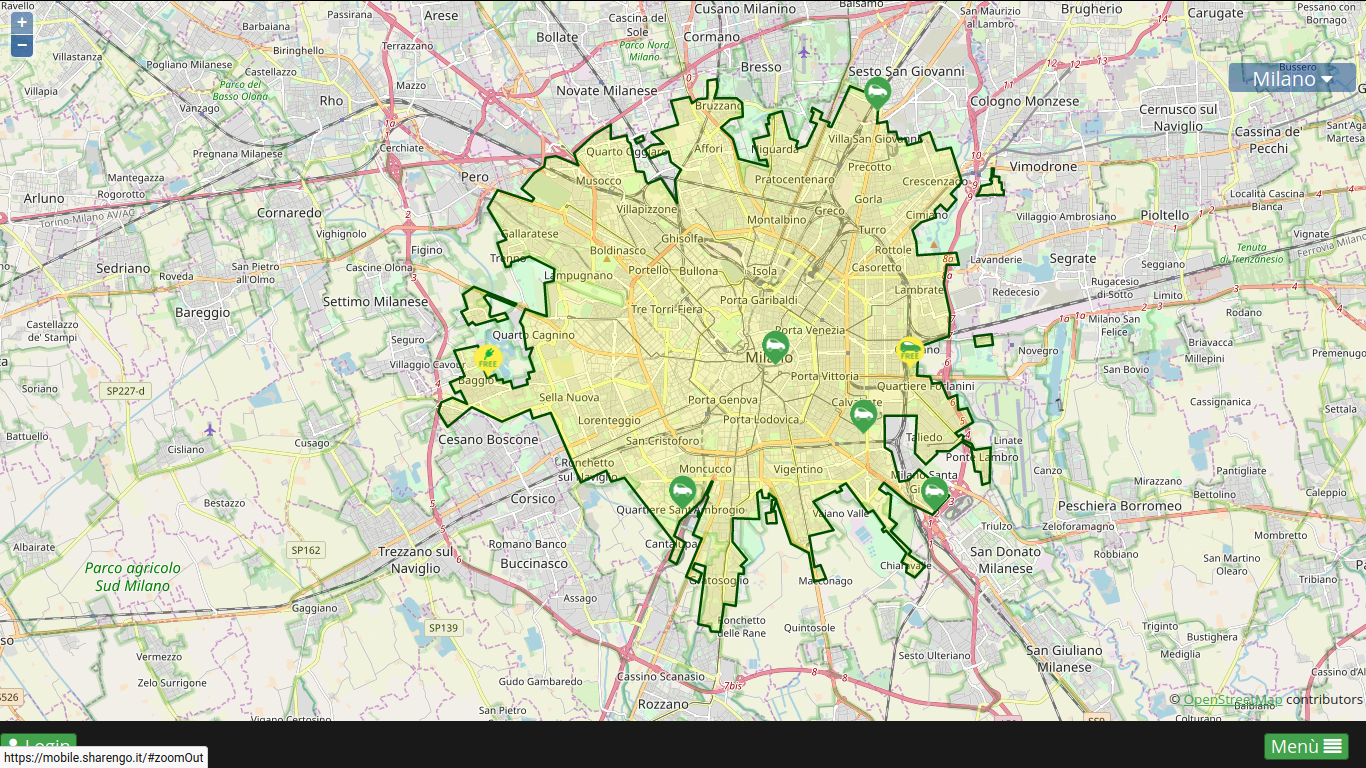 Ravello
Passirana
Arese
Cascina del
Sole
Cusano Milanino
Balsamo
San Maurizio
al Lambro
Brugherio
Carugate
Pessano con
Bornago
+
−
Barbaiana
Terrazzano
Bollate
Parco Nord
Milano
Cormano
Villastanza
Biringhello
Pogliano Milanese
Castellazzo
Mazzo
Bresso
Sesto San Giovanni
Bussero
Milano
Villapia
Parco del
Basso Olona
Vanzago
Rho
Novate Milanese
Bruzzano
Cologno Monzese
Cernusco sul
Naviglio
Cassina de'
Pecchi
Pregnana Milanese
Cerchiate
Quarto Oggiaro
Affori
Niguarda
Villa San Giovanni
Precotto
Vimodrone
Mantegazza
Rogorotto
Pero
Musocco
Pratocentenaro
Crescenzago
Arluno
Torino-Milano AV/AC
Cornaredo
Villapizzone
Montalbino
Greco
Gorla
Cimiano
Villaggio Ambrosiano
Pioltello
Località Cascina
Bianca
Vighignolo
Figino
Gallaratese
Trenno
Boldinasco
Ghisolfa
Turro
Rottole
Lavanderie
Segrate
Tenuta
di Trenzanesio
Vignate
Ferrovia Milano
Sedriano
Roveda
San Pietro
all'Olmo
Cascine Olona
Lampugnano
Portello
Bullona
Isola
Casoretto
Seggiano
Settimo Milanese
Tre Torri-Fiera
Porta Garibaldi
Lambrate
Redecesio
Rugacesio
di Sotto
Limito
Bareggio
Castellazzo
de' Stampi
Seguro
Quarto Cagnino
Porta Venezia
Milano San
Felice
Rodano
Briavacca
Millepini
Premenugo
Villaggio Cavour
FREE
Milano
FREE
Novegro
San Bovio
Soriano
SP227-d
Baggio
Sella Nuova
Porta Genova
Porta Vittoria
Quartiere Forlanini
Cassignanica
Settala
Battuello
Cisliano
Cusago
Cesano Boscone
Lorenteggio
San Cristoforo
Porta Lodovica
Taliedo
Linate
Ponte Lambro
Canzo
Pantigliate
Ronchetto
sul Naviglio
Moncucco
Vigentino
Mirazzano
Bettolino
Caleppio
Bestazzo
Corsico
Quartiere Sant'Ambrogio
Vaiano Valle
Peschiera Borromeo
Triulzo
Zeloforamagno
Mombretto
Albairate
SP162
Trezzano sul
Naviglio
Romano Banco
Buccinasco
San Donato
Milanese
Robbiano
San Martino
Olearo
Tribiano
Parco agricolo
Sud Milano
Assago
Macconago
Gaggiano
SP139
Ronchetto
delle Rane
Quintosole
Triginto
Bustighera
Mediglia
Vermezzo
Zelo Surrigone
Gudo Gambaredo
Cassino Scanasio
7bis
Sesto Ulteriano
San Giuliano
Milanese
Rozzano
San Pietro
© OpenStreetMap contributors
Colturano
Login
Menù
https://mobile.sharengo.it/#zoomOut